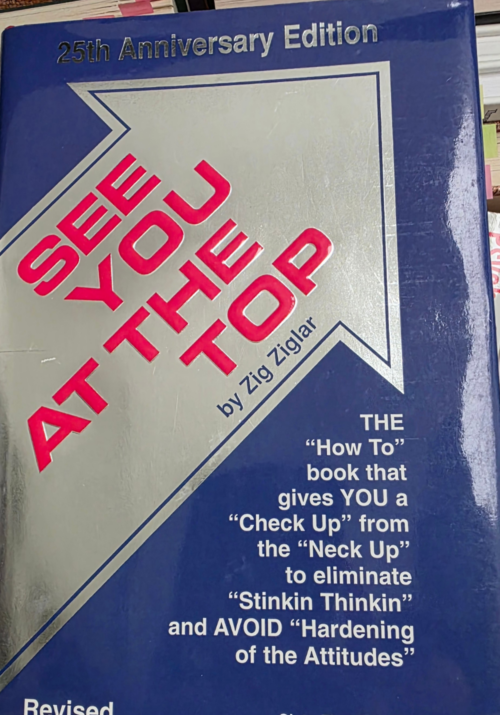 25th Anniversary Edition
SEE
YOU
AT THE
TOP
by Zig Ziglar
THE
“How To”
book that
gives YOU a
“Check Up” from
the “Neck Up”
to eliminate
“Stinkin Thinkin”
and AVOID “Hardening
of the Attitudes”
Revised